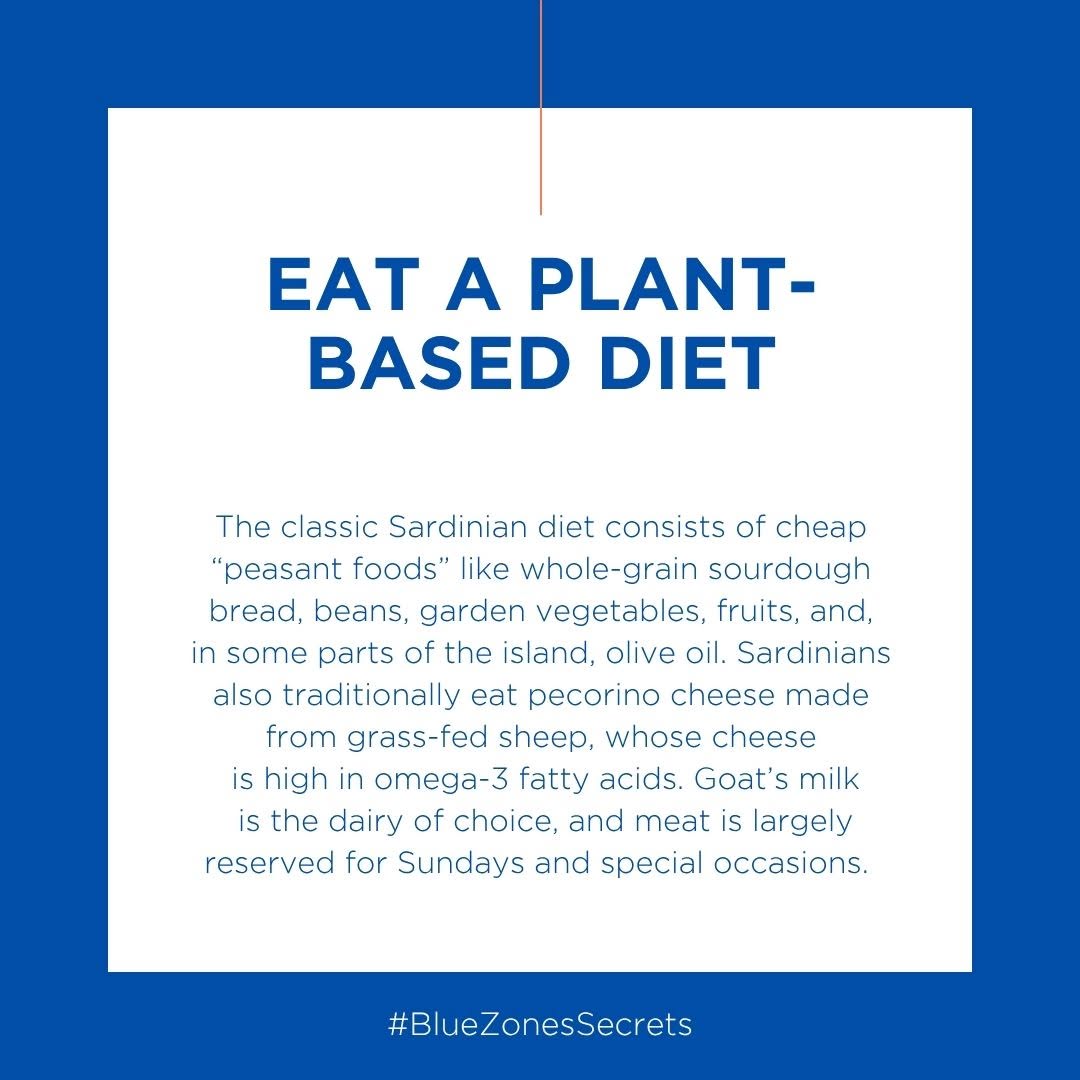 EAT A PLANT-
BASED DIET
The classic Sardinian diet consists of cheap
“peasant foods” like whole-grain sourdough
bread, beans, garden vegetables, fruits, and,
in some parts of the island, olive oil. Sardinians
also traditionally eat pecorino cheese made
from grass-fed sheep, whose cheese
is high in omega-3 fatty acids. Goat’s milk
is the dairy of choice, and meat is largely
reserved for Sundays and special occasions.
#BlueZonesSecrets